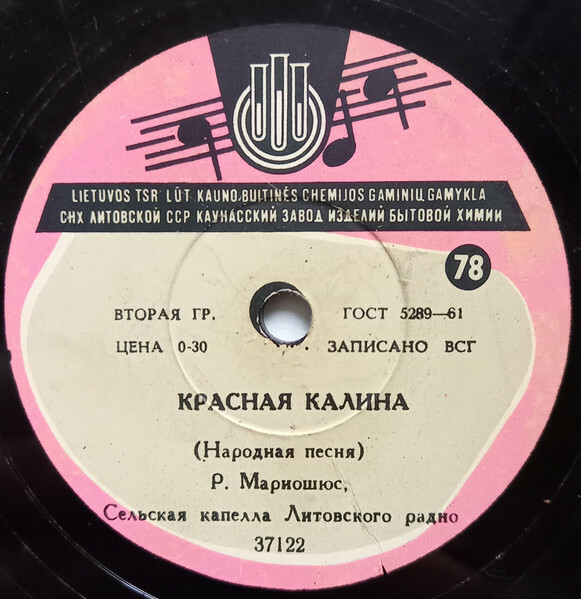 LIETUVOS TSR LŪT KAUNO BUITINĖS CHEMIJOS GAMINIŲ GAMYKLA
СНХ ЛИТОВСКОЙ ССР КАУНАССКИЙ ЗАВОД ИЗДЕЛИЙ БЫТОВОЙ ХИМИИ
78
ВТОРАЯ ГР. ГОСТ 5289—61
ЦЕНА 0-30 ЗАПИСАНО ВСГ
КРАСНАЯ КАЛИНА
(Народная песня)
Р. Мариошюс,
Сельская капелла Литовского радио
37122